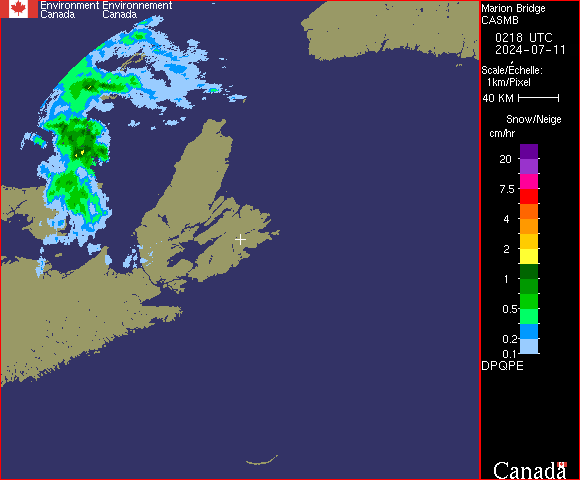 Environment Environnement
Canada Canada
Marion Bridge
CASMB
0218 UTC
2024-07-11
Scale/Échelle:
1km/Pixel
40 KM
Snow/Neige
cm/hr
20
7.5
4
2
1
0.5
0.2
0.1
DPQPE
Canada